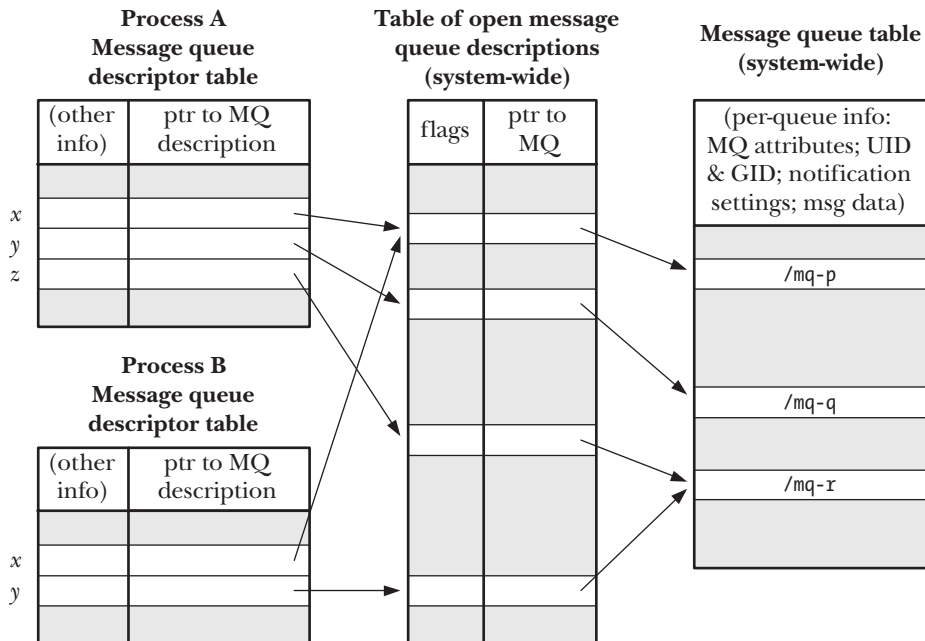 Process A
Message queue
descriptor table
(other
info)
ptr to MQ
description
x
y
z
Process B
Message queue
descriptor table
(other
info)
ptr to MQ
description
x
y
Table of open message
queue descriptions
(system-wide)
flags
ptr to
MQ
Message queue table
(system-wide)
(per-queue info:
MQ attributes; UID
& GID; notification
settings; msg data)
/mq-p
/mq-q
/mq-r